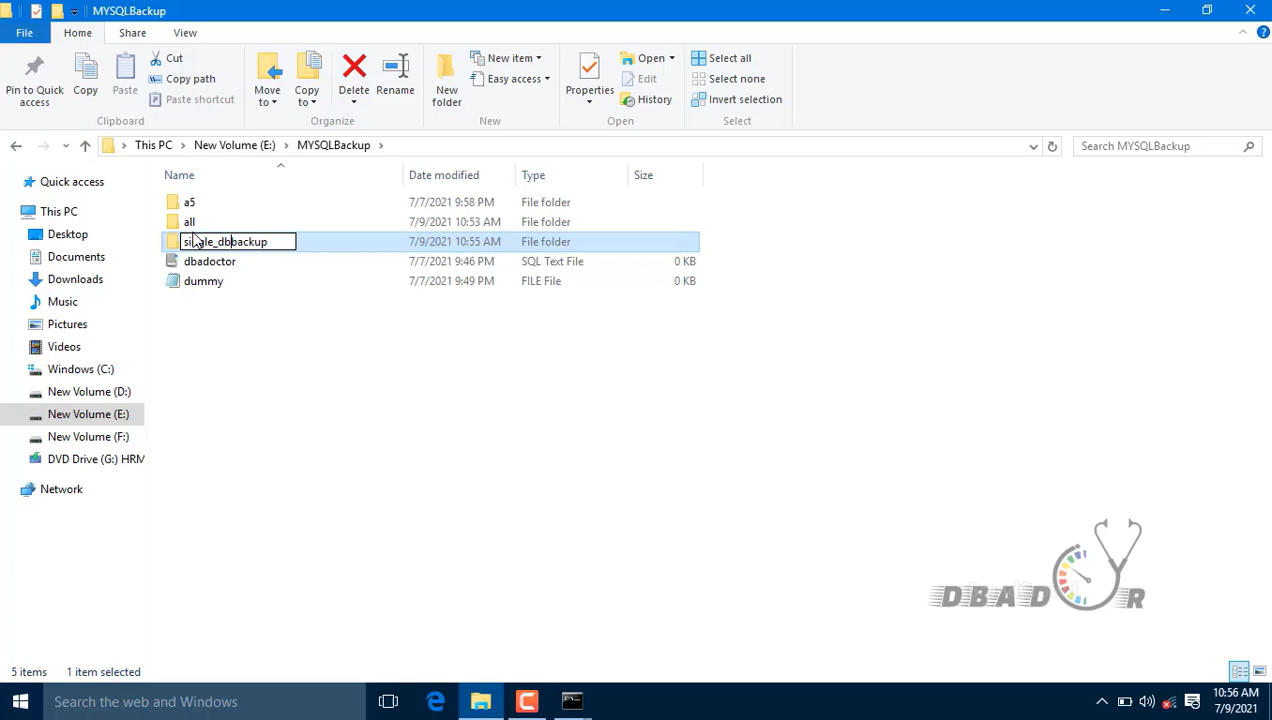 MYSQLBackup
File Home Share View
Pin to Quick access
Copy
Paste
Cut
Copy path
Paste shortcut
Move to
Copy to
Delete
Rename
New folder
New item
Easy access
Properties
Open
Edit
History
Select all
Select none
Invert selection
Clipboard Organize New Open Select
This PC New Volume (E:) MYSQLBackup
Search MYSQLBackup
Name Date modified Type Size
a5 7/7/2021 9:58 PM File folder
all 7/9/2021 10:53 AM File folder
single_dbbackup 7/9/2021 10:55 AM File folder
dbadoctor 7/7/2021 9:46 PM SQL Text File 0 KB
dummy 7/7/2021 9:49 PM FILE File 0 KB
Quick access
This PC
Desktop
Documents
Downloads
Music
Pictures
Videos
Windows (C:)
New Volume (D:)
New Volume (E:)
New Volume (F:)
DVD Drive (G:) HRM
Network
DBAD R
5 items 1 item selected
Search the web and Windows
10:56 AM
7/9/2021